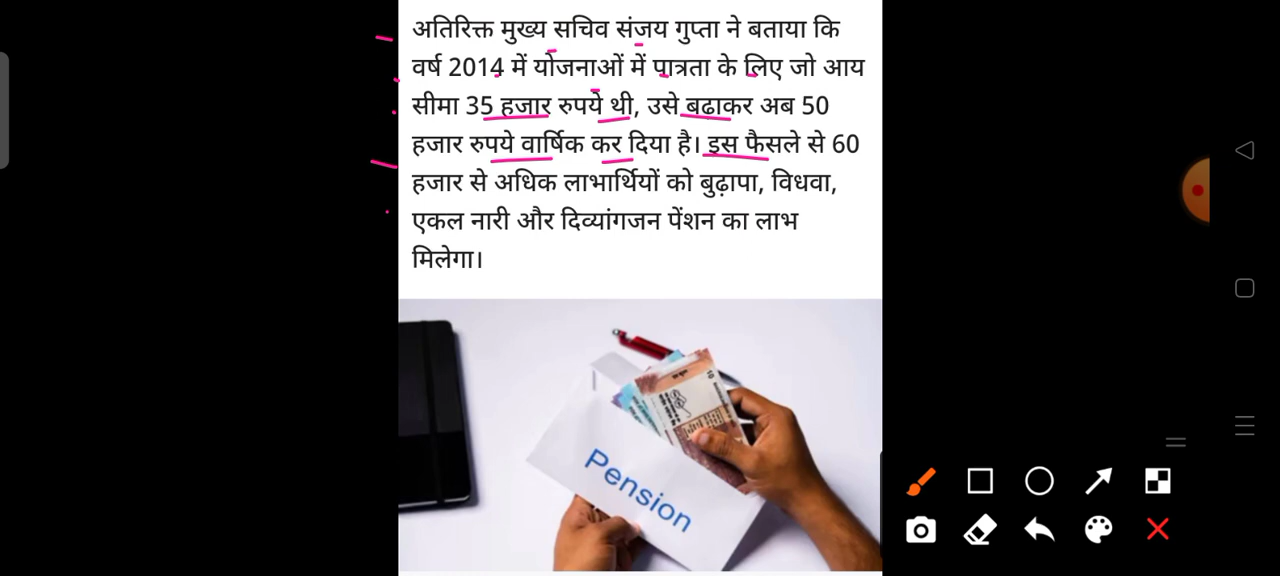 अतिरिक्त मुख्य सचिव संजय गुप्ता ने बताया कि
वर्ष 2014 में योजनाओं में पात्रता के लिए जो आय
सीमा 35 हजार रुपये थी, उसे बढ़ाकर अब 50
हजार रुपये वार्षिक कर दिया है। इस फैसले से 60
हजार से अधिक लाभार्थियों को बुढ़ापा, विधवा,
एकल नारी और दिव्यांगजन पेंशन का लाभ
मिलेगा।
Pension